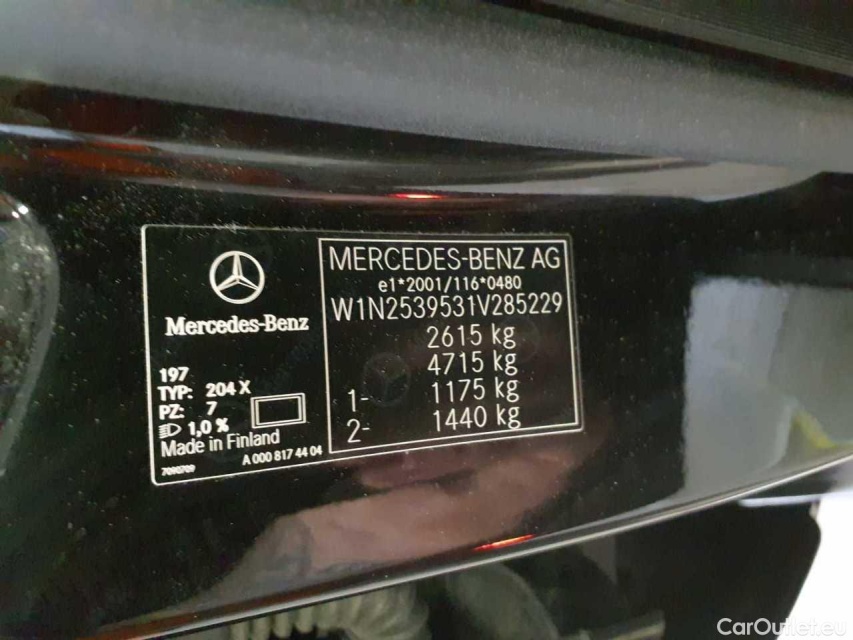 MERCEDES-BENZ AG
e1*2001/116*0480
W1N2539531V285229
2615 kg
4715 kg
1- 1175 kg
2- 1440 kg
Mercedes-Benz
197
TYP: 204 X
PZ: 7
1,0 %
Made in Finland
7090709
A 000 817 44 04
CarOutlet.eu